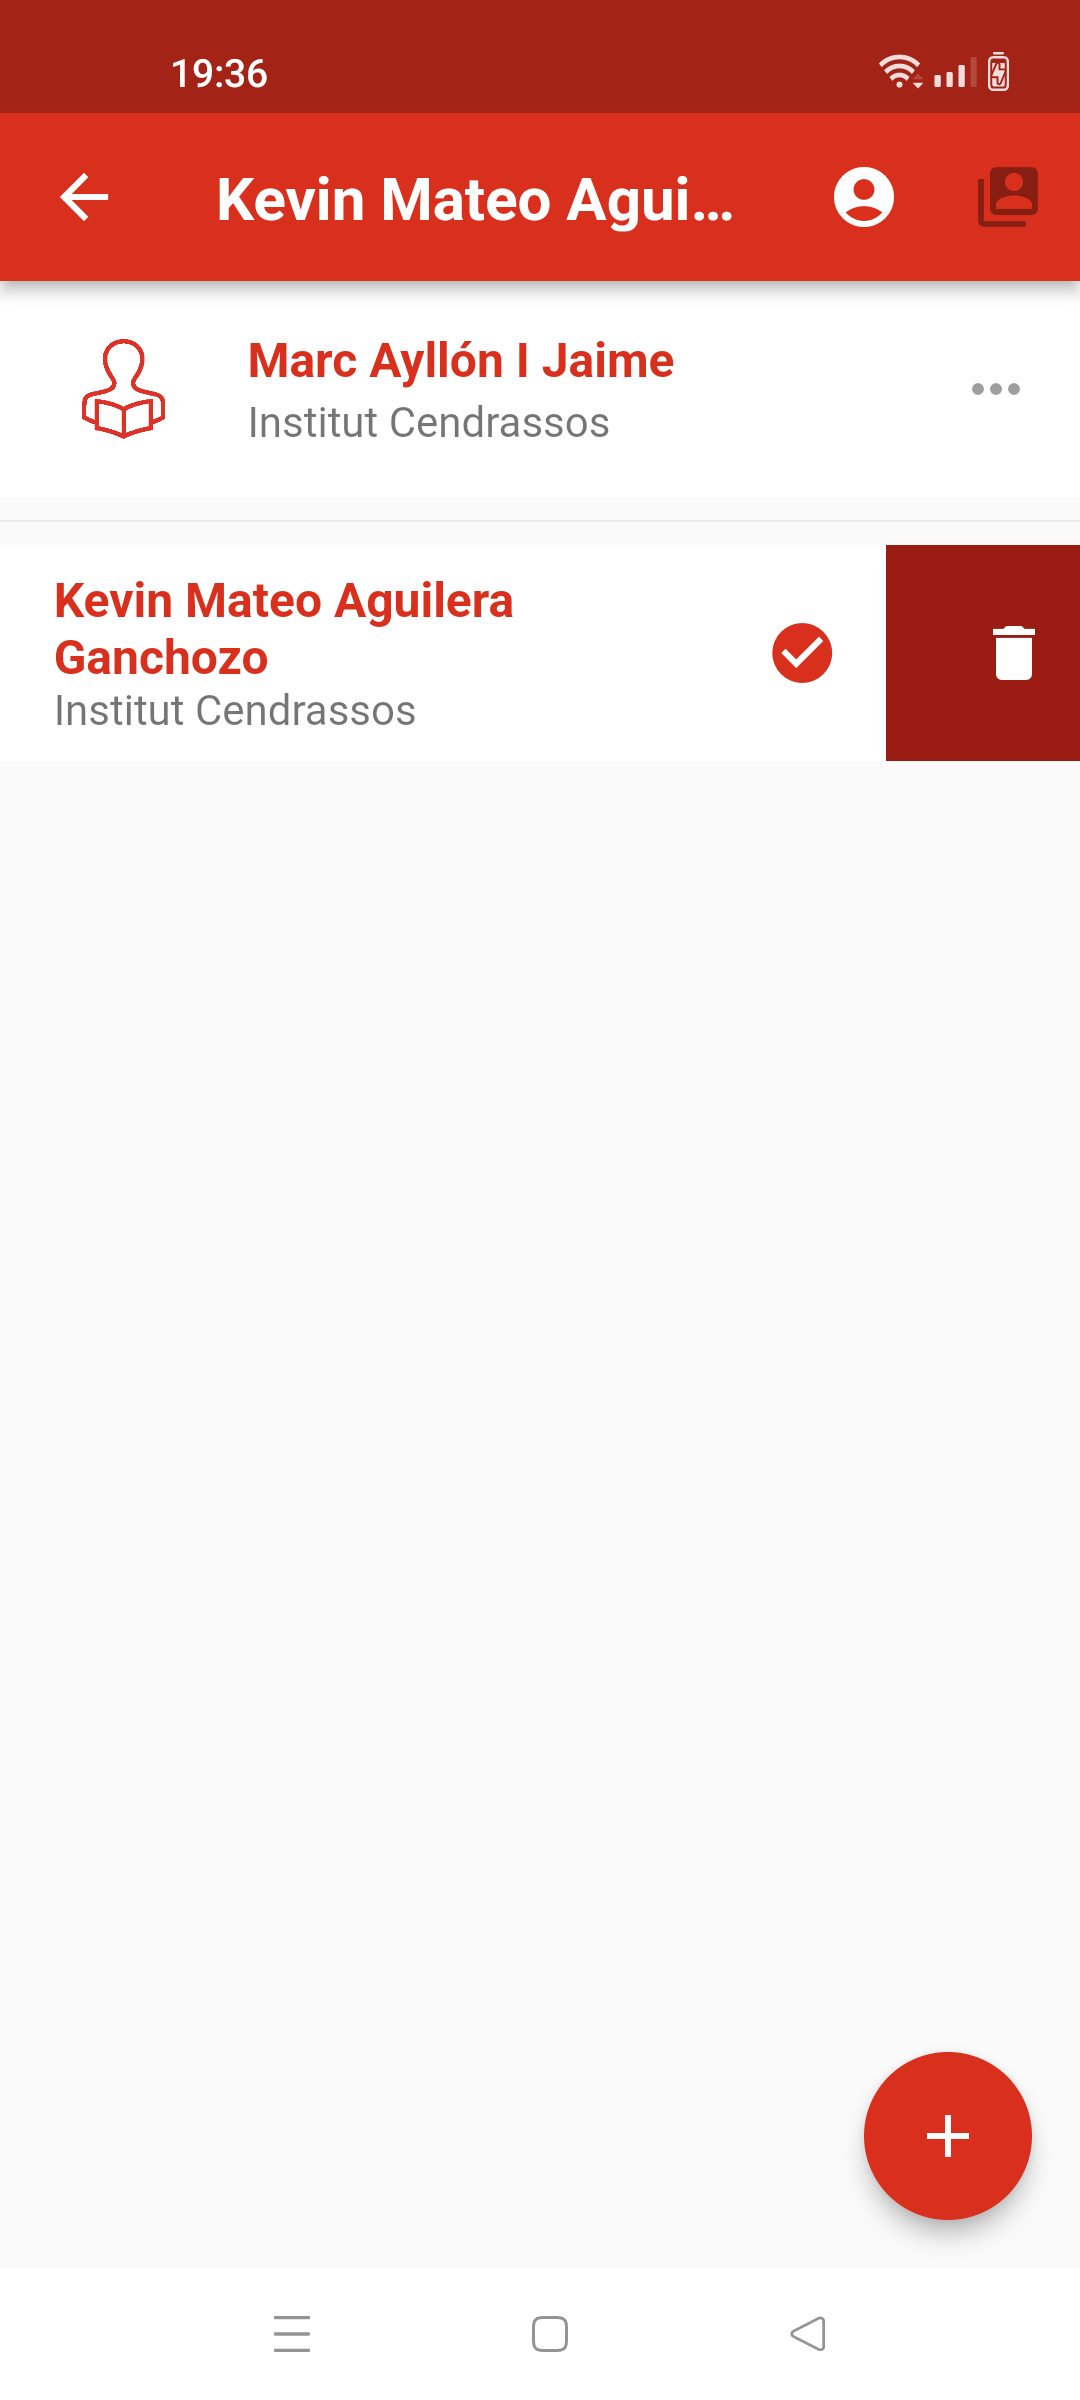 19:36
Kevin Mateo Agui...
Marc Ayllón I Jaime
Institut Cendrassos
Kevin Mateo Aguilera
Ganchozo
Institut Cendrassos